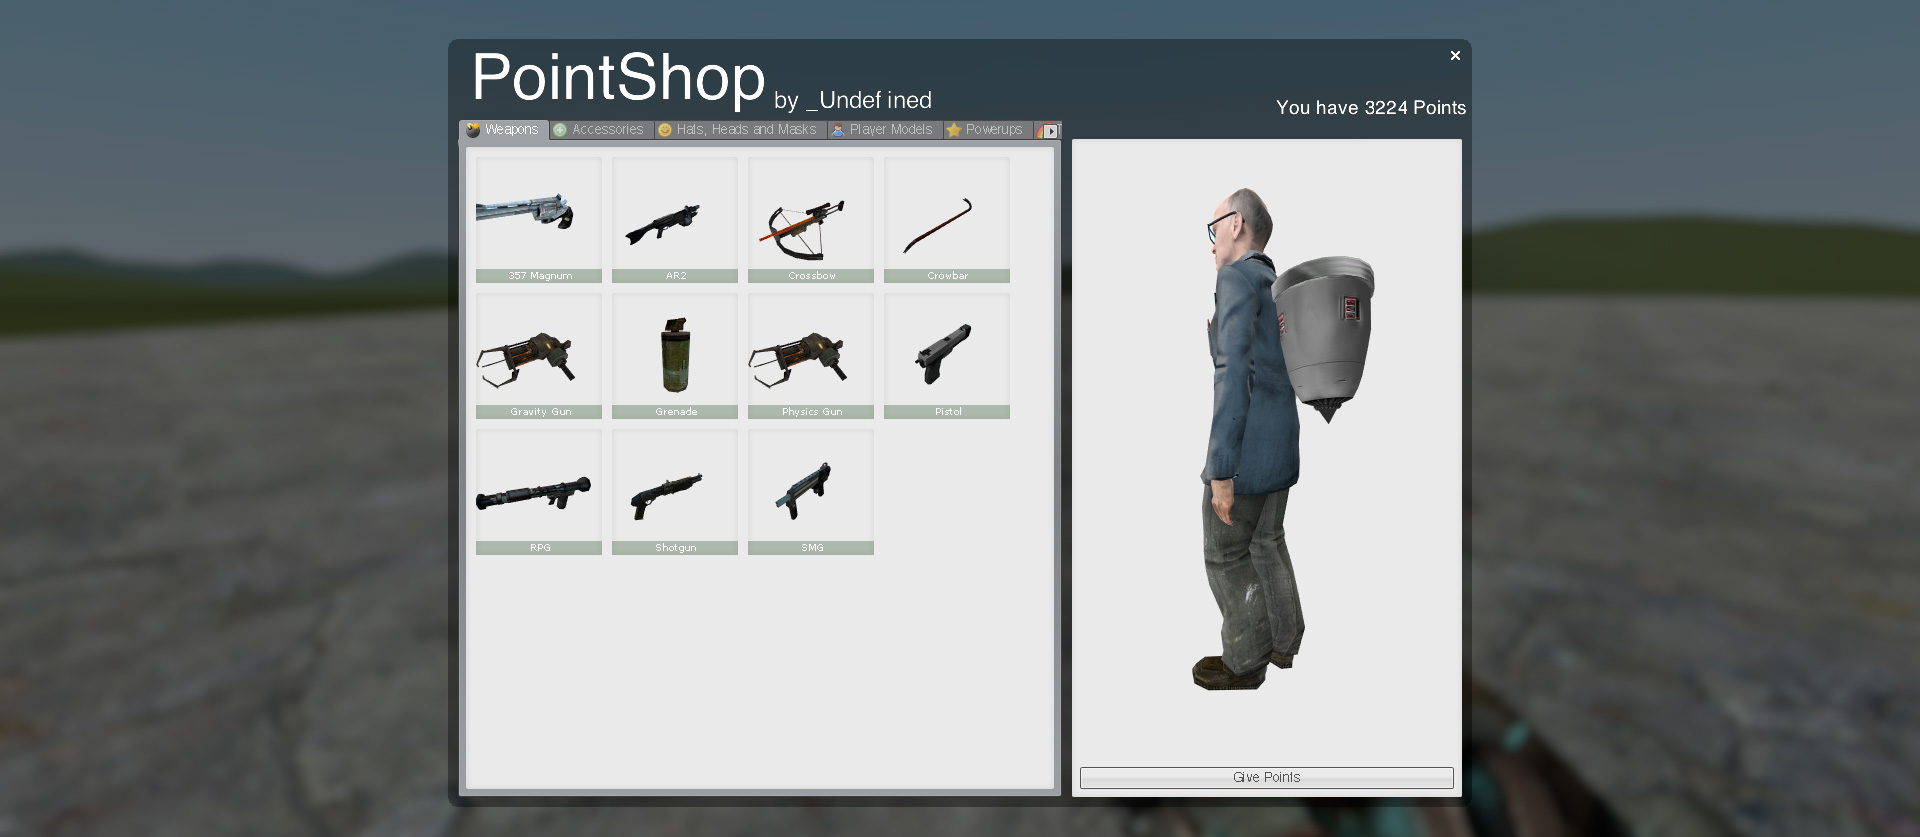 PointShop by _Undef ined
You have 3224 Points
Weapons Accessories Hats, Heads and Masks Player Models Powerups
357 Magnum AR2 Crossbow Crowbar
Gravity Gun Grenade Physics Gun Pistol
RPG Shotgun SMG
Give Points